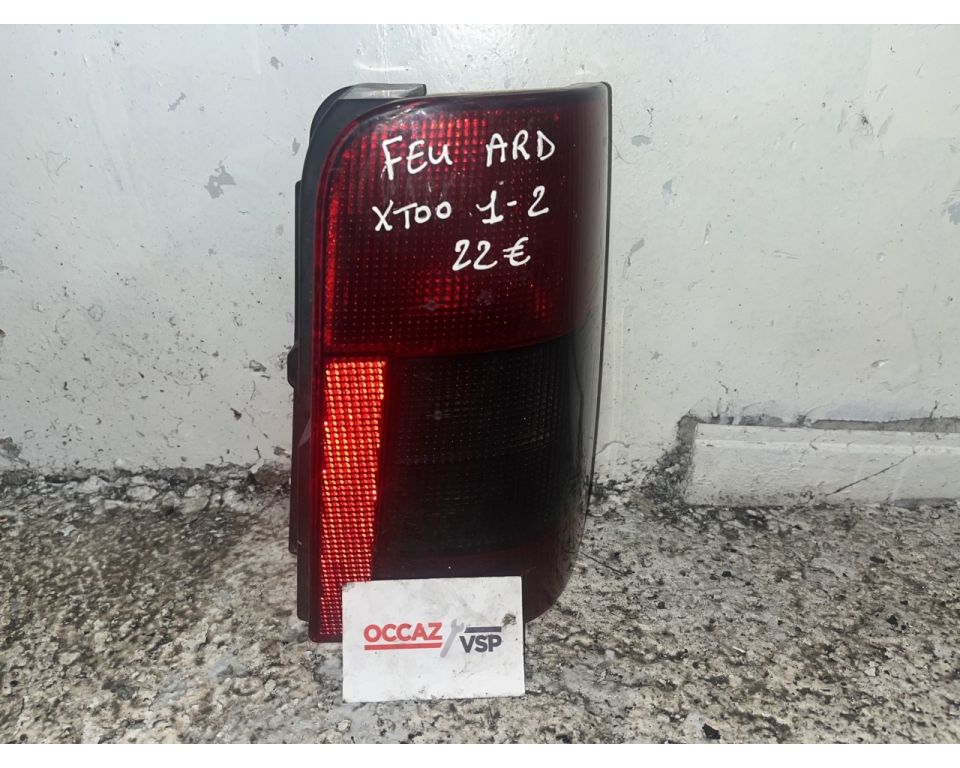 FEU ARD
XTOO 1-2
22€
OCCAZ VSP